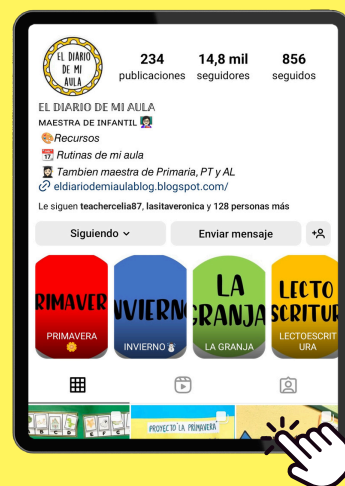 EL DIARIO
DE MI
AULA
234 14,8 mil 856
publicaciones seguidores seguidos
EL DIARIO DE MI AULA
MAESTRA DE INFANTIL 👩🏻‍🏫
🎨Recursos
📅 Rutinas de mi aula
👩🏻‍🏫 Tambien maestra de Primaria, PT y AL
eldiariodemiaulablog.blogspot.com/
Le siguen teachercelia87, lasitaveronica y 128 personas más
Siguiendo Enviar mensaje
RIMAVER
PRIMAVERA
🌼
NVIERN
INVIERNO⛄
LA
GRANJA
LA GRANJA
LECTO
SCRITUR
LECTOESCRIT
URA
PROYECTO LA PRIMAVERA